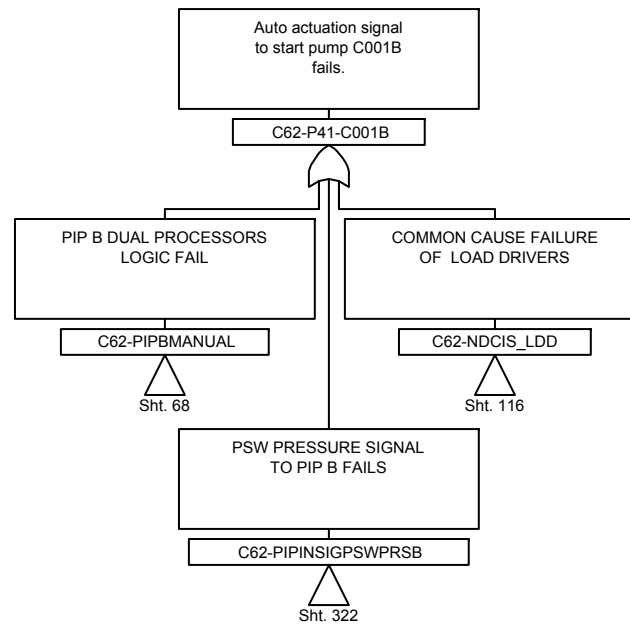 Auto actuation signal
to start pump C001B
fails.
C62-P41-C001B
PIP B DUAL PROCESSORS
LOGIC FAIL
C62-PIPBMANUAL
Sht. 68
COMMON CAUSE FAILURE
OF LOAD DRIVERS
C62-NDCIS_LDD
Sht. 116
PSW PRESSURE SIGNAL
TO PIP B FAILS
C62-PIPINSIGPSWPRSB
Sht. 322